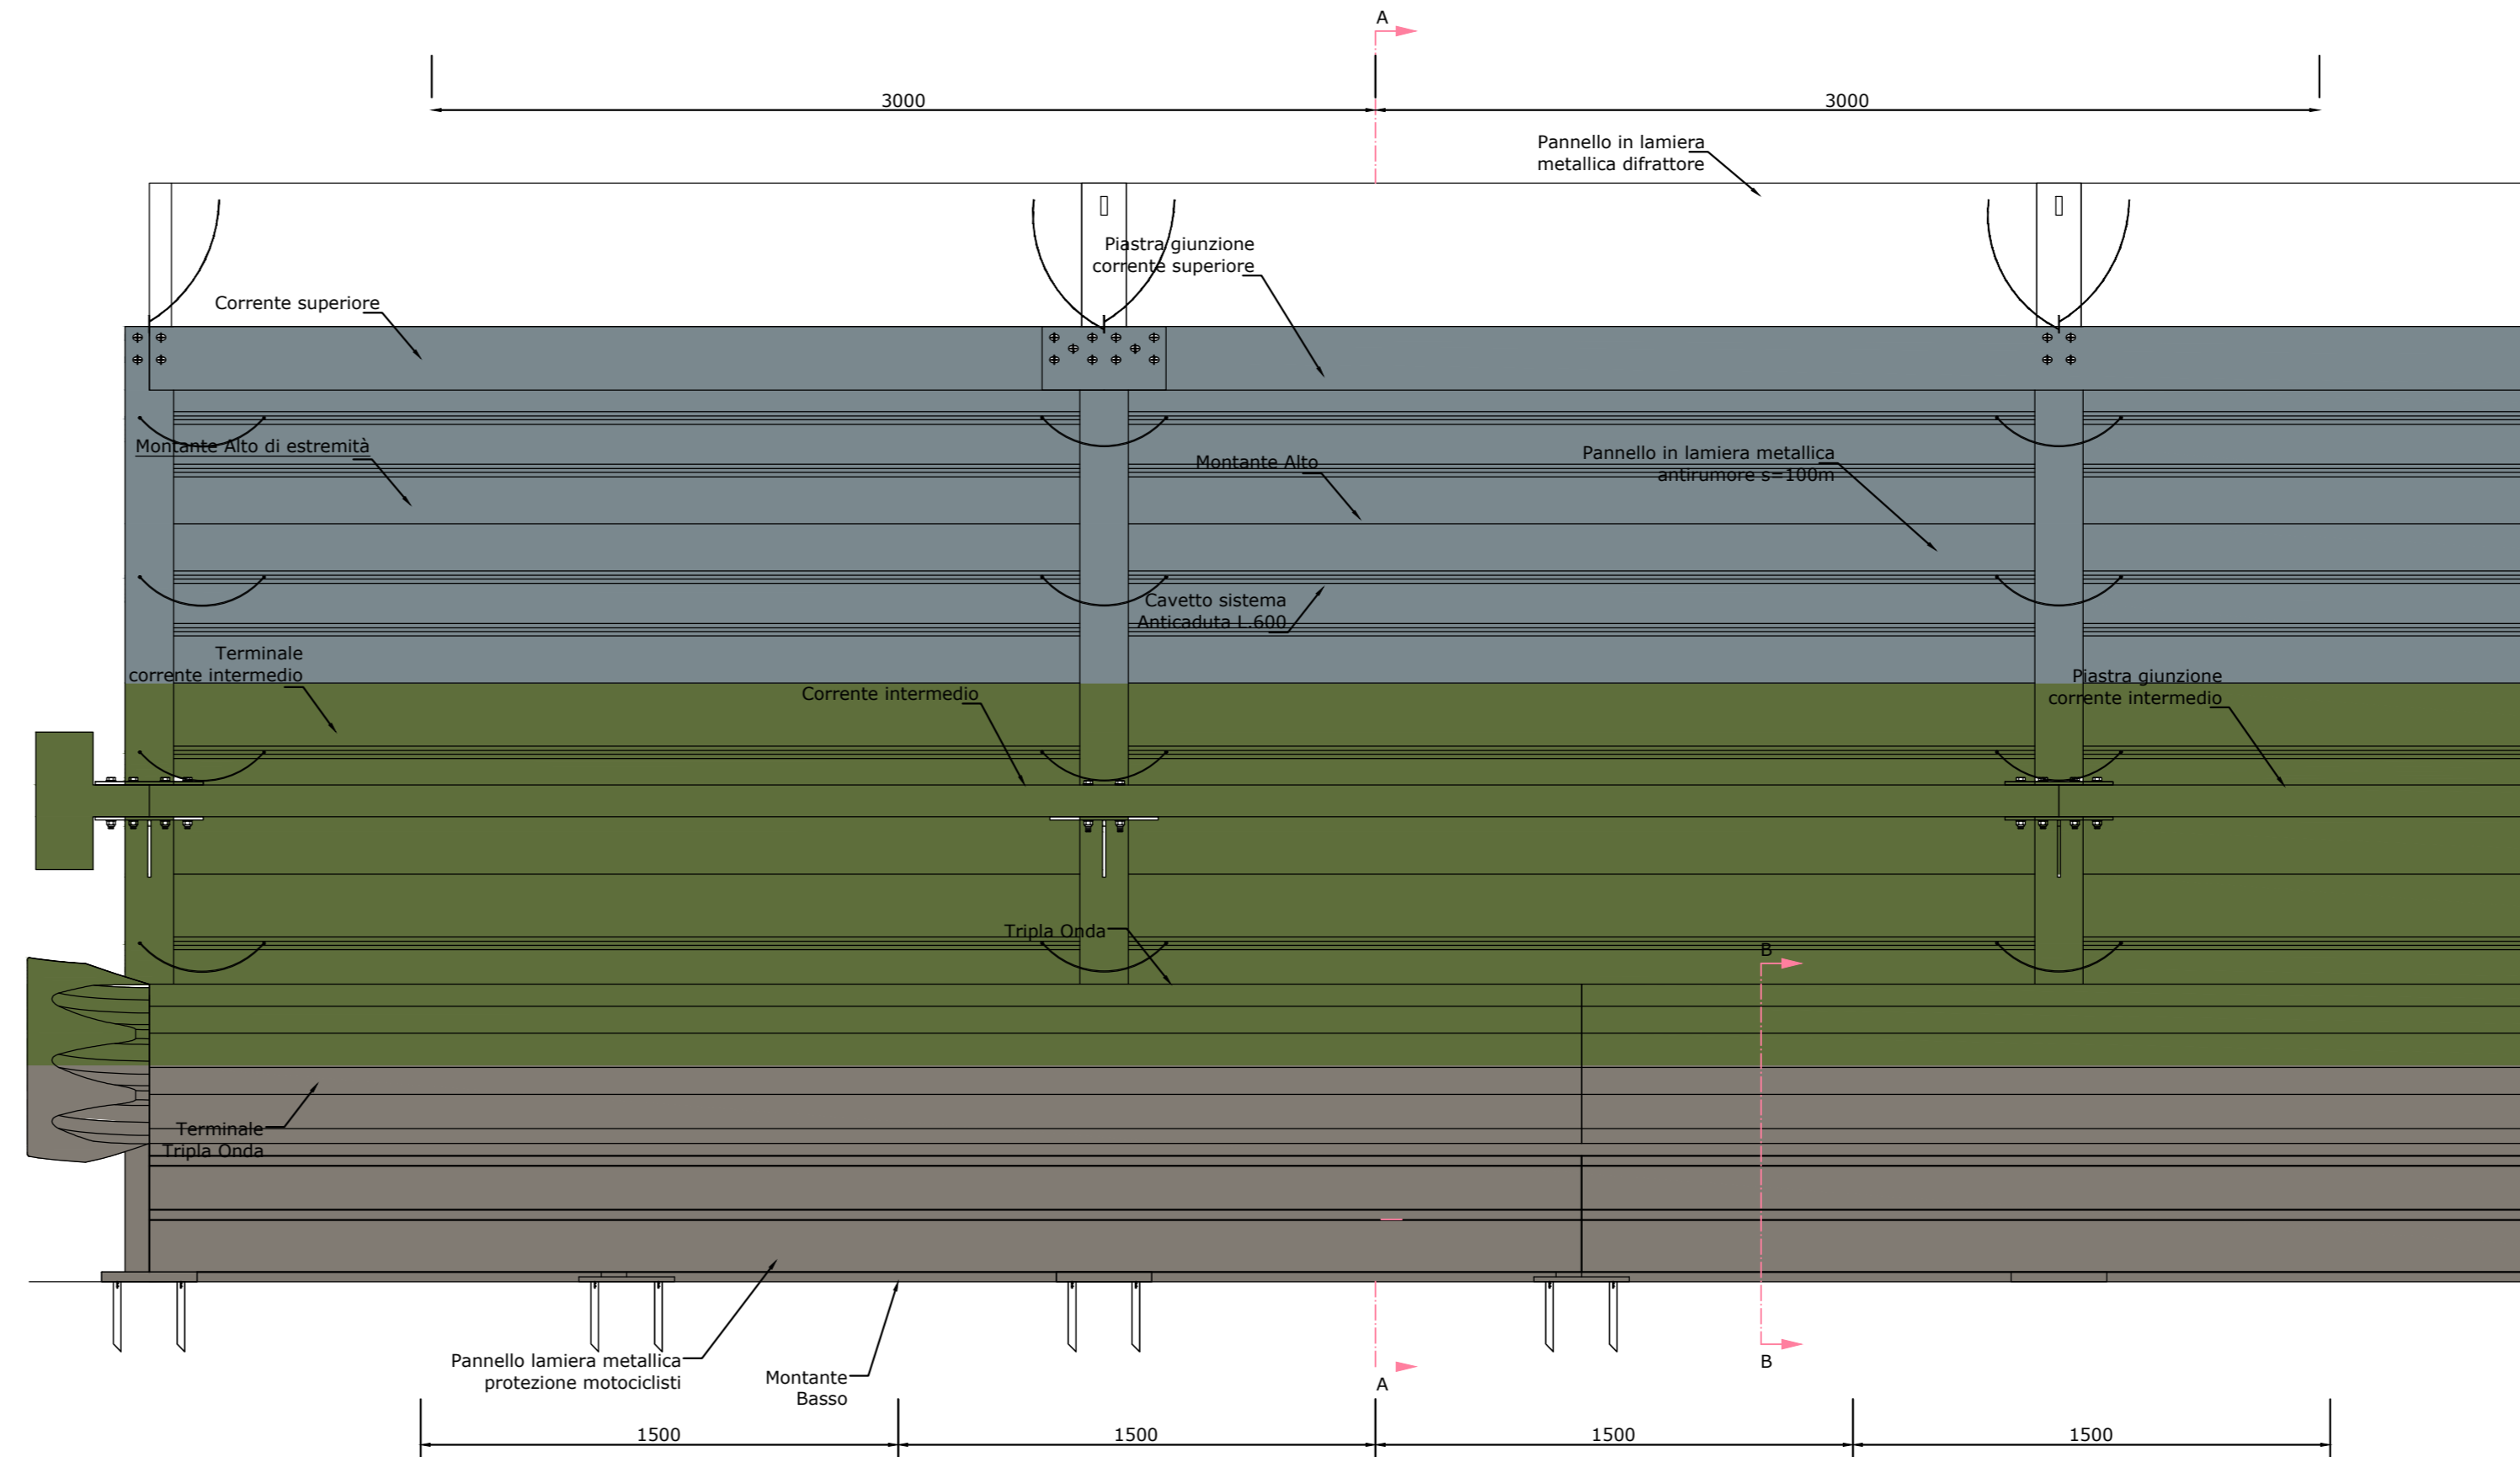 A
3000
3000
Pannello in lamiera
metallica difrattore
Piastra giunzione
corrente superiore
Corrente superiore
Montante Alto di estremità
Montante Alto
Pannello in lamiera metallica
antirumore s=100m
Cavetto sistema
Anticaduta L.600
Terminale
corrente intermedio
Corrente intermedio
Piastra giunzione
corrente intermedio
Tripla Onda
B
Terminale
Tripla Onda
Pannello lamiera metallica
protezione motociclisti
Montante
Basso
A
B
1500
1500
1500
1500